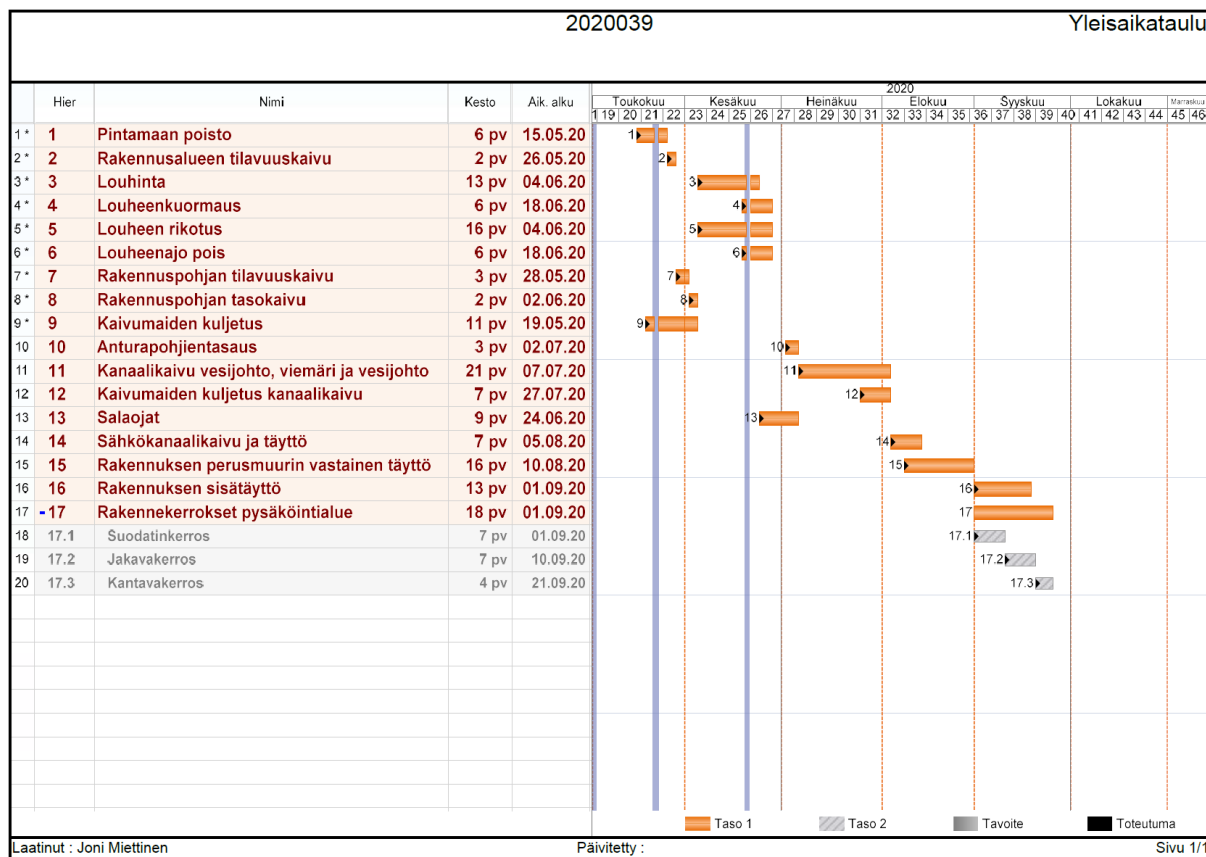 2020039 Yleisaikataulu
2020
Hier Nimi Kesto Aik. alku Toukokuu Kesäkuu Heinäkuu Elokuu Syyskuu Lokakuu Marraskuu
19 20 21 22 23 24 25 26 27 28 29 30 31 32 33 34 35 36 37 38 39 40 41 42 43 44 45 46
1 * 1 Pintamaan poisto 6 pv 15.05.20 1
2 * 2 Rakennusalueen tilavuuskaivu 2 pv 26.05.20 2
3 * 3 Louhinta 13 pv 04.06.20 3
4 * 4 Louheenkuormaus 6 pv 18.06.20 4
5 * 5 Louheen rikotus 16 pv 04.06.20 5
6 * 6 Louheenajo pois 6 pv 18.06.20 6
7 * 7 Rakennuspohjan tilavuuskaivu 3 pv 28.05.20 7
8 * 8 Rakennuspohjan tasokaivu 2 pv 02.06.20 8
9 * 9 Kaivumaiden kuljetus 11 pv 19.05.20 9
10 10 Anturapohjientasaus 3 pv 02.07.20 10
11 11 Kanaalikaivu vesijohto, viemäri ja vesijohto 21 pv 07.07.20 11
12 12 Kaivumaiden kuljetus kanaalikaivu 7 pv 27.07.20 12
13 13 Salaojat 9 pv 24.06.20 13
14 14 Sähkökanaalikaivu ja täyttö 7 pv 05.08.20 14
15 15 Rakennuksen perusmuurin vastainen täyttö 16 pv 10.08.20 15
16 16 Rakennuksen sisätäyttö 13 pv 01.09.20 16
17 -17 Rakennekerrokset pysäköintialue 18 pv 01.09.20 17
18 17.1 Suodatinkerros 7 pv 01.09.20 17.1
19 17.2 Jakavakerros 7 pv 10.09.20 17.2
20 17.3 Kantavakerros 4 pv 21.09.20 17.3
Taso 1 Taso 2 Tavoite Toteutuma
Laatinut : Joni Miettinen Päivitetty : Sivu 1/1